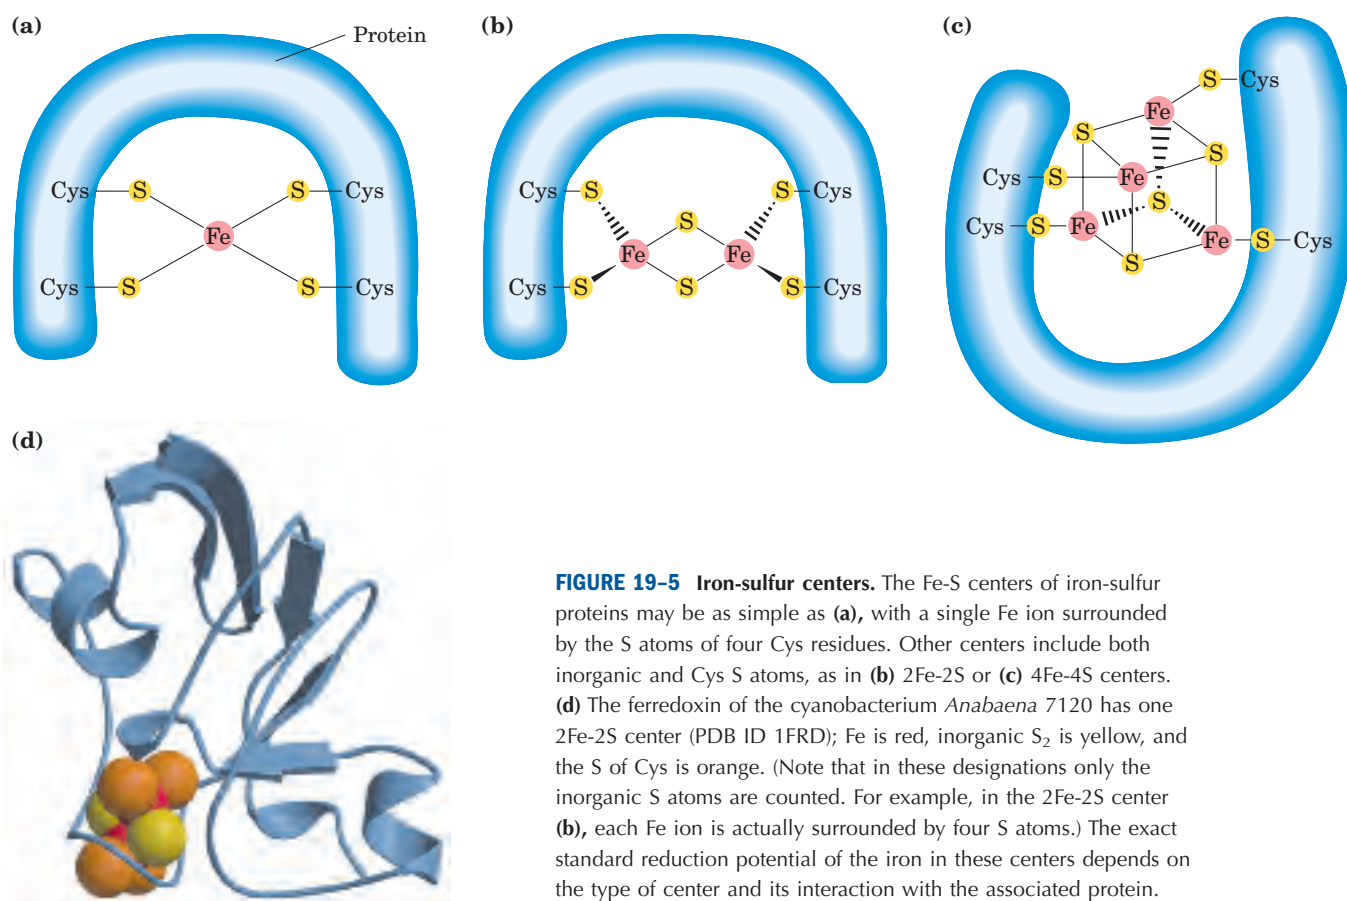 (a)
Protein
Cys S S Cys
Fe
Cys S S Cys
(b)
Cys S S Cys
S
Fe Fe
Cys S S S Cys
(c)
S Cys
Fe
S
S
Cys S Fe
S
Cys S Fe
Fe S Cys
S
(d)
FIGURE 19–5 Iron-sulfur centers. The Fe-S centers of iron-sulfur
proteins may be as simple as (a), with a single Fe ion surrounded
by the S atoms of four Cys residues. Other centers include both
inorganic and Cys S atoms, as in (b) 2Fe-2S or (c) 4Fe-4S centers.
(d) The ferredoxin of the cyanobacterium Anabaena 7120 has one
2Fe-2S center (PDB ID 1FRD); Fe is red, inorganic S₂ is yellow, and
the S of Cys is orange. (Note that in these designations only the
inorganic S atoms are counted. For example, in the 2Fe-2S center
(b), each Fe ion is actually surrounded by four S atoms.) The exact
standard reduction potential of the iron in these centers depends on
the type of center and its interaction with the associated protein.